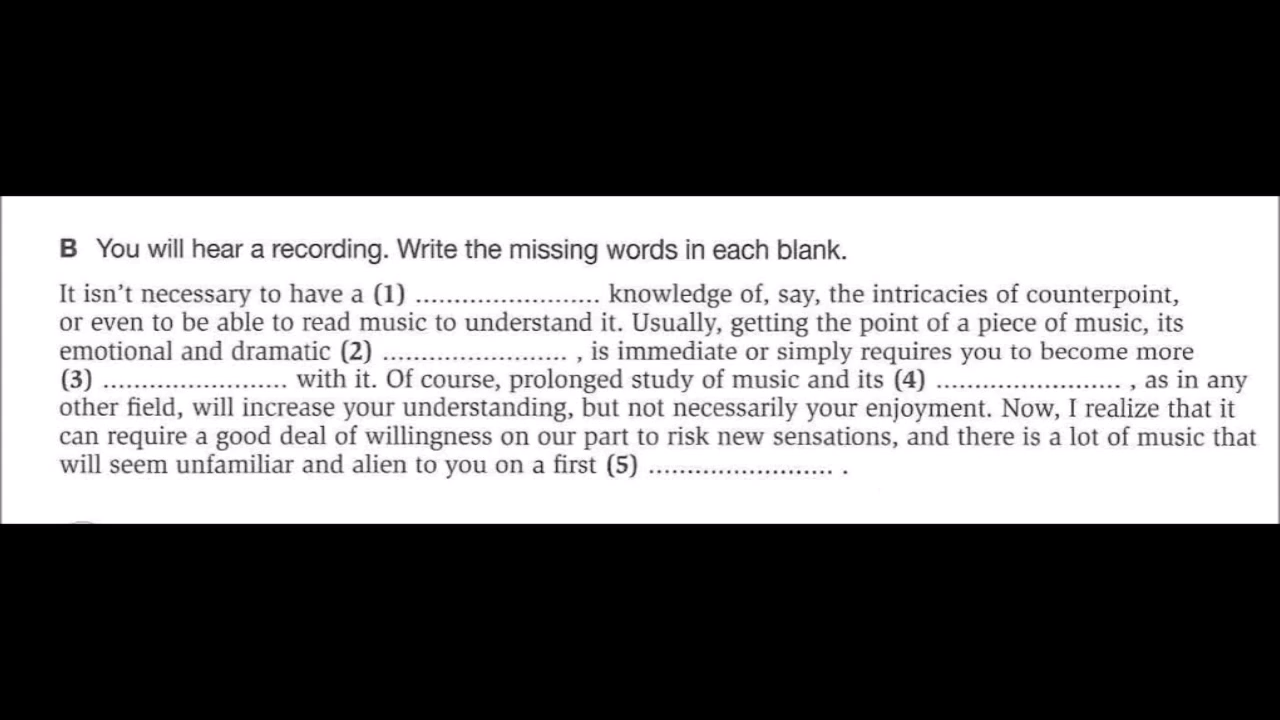 B You will hear a recording. Write the missing words in each blank.
It isn't necessary to have a (1) ........................ knowledge of, say, the intricacies of counterpoint,
or even to be able to read music to understand it. Usually, getting the point of a piece of music, its
emotional and dramatic (2) ........................ , is immediate or simply requires you to become more
(3) ........................ with it. Of course, prolonged study of music and its (4) ........................ , as in any
other field, will increase your understanding, but not necessarily your enjoyment. Now, I realize that it
can require a good deal of willingness on our part to risk new sensations, and there is a lot of music that
will seem unfamiliar and alien to you on a first (5) ........................ .